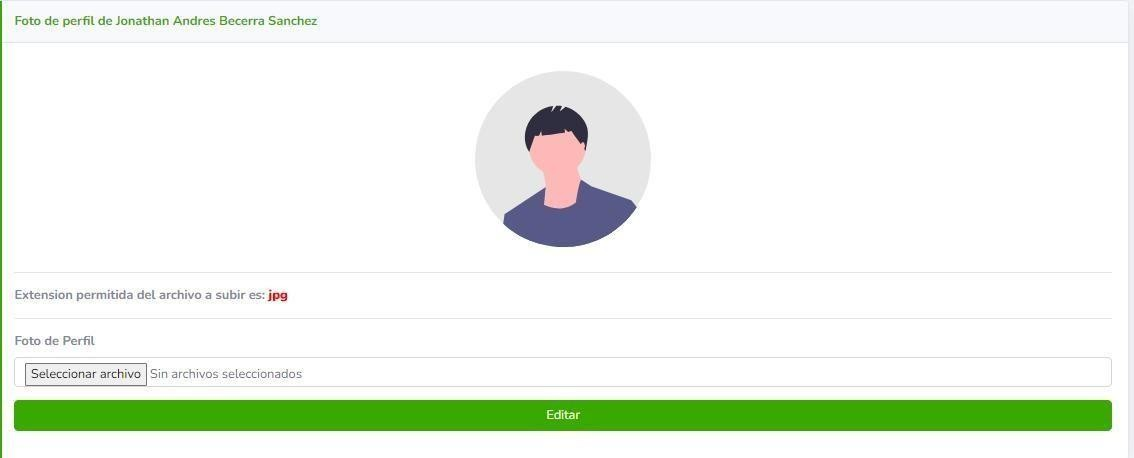 Foto de perfil de Jonathan Andres Becerra Sanchez
Extension permitida del archivo a subir es: jpg
Foto de Perfil
Seleccionar archivo Sin archivos seleccionados
Editar